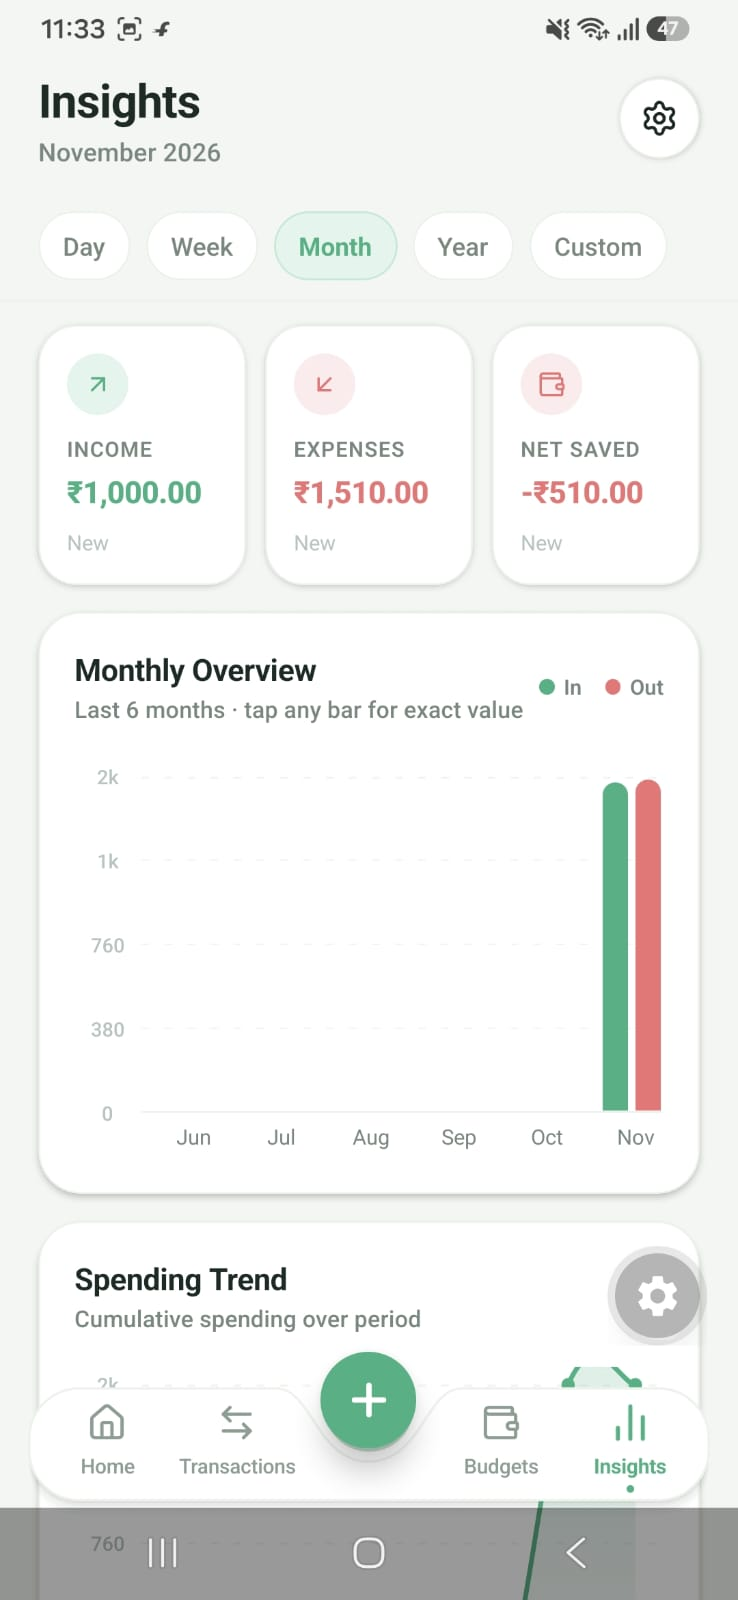 11:33
47
Insights
November 2026
Day
Week
Month
Year
Custom
INCOME
₹1,000.00
New
EXPENSES
₹1,510.00
New
NET SAVED
-₹510.00
New
Monthly Overview
Last 6 months · tap any bar for exact value
In
Out
2k
1k
760
380
0
Jun
Jul
Aug
Sep
Oct
Nov
Spending Trend
Cumulative spending over period
2k
Home
Transactions
Budgets
Insights
760